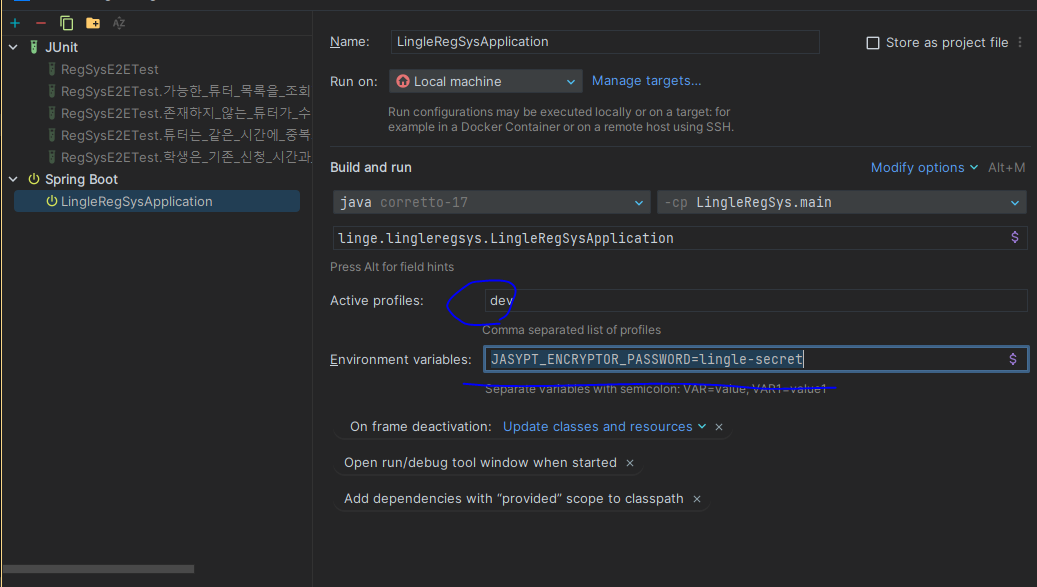 JUnit
RegSysE2ETest
RegSysE2ETest.가능한_튜터_목록을_조회
RegSysE2ETest.존재하지_않는_튜터가_수
RegSysE2ETest.튜터는_같은_시간에_중복
RegSysE2ETest.학생은_기존_신청_시간과_
Spring Boot
LingleRegSysApplication
Name: LingleRegSysApplication
Store as project file
Run on: Local machine Manage targets...
Run configurations may be executed locally or on a target: for
example in a Docker Container or on a remote host using SSH.
Build and run Modify options Alt+M
java corretto-17 -cp LingleRegSys.main
linge.lingleregsys.LingleRegSysApplication $
Press Alt for field hints
Active profiles: dev
Comma separated list of profiles
Environment variables: JASYPT_ENCRYPTOR_PASSWORD=lingle-secret $
Separate variables with semicolon: VAR=value; VAR1=value1
On frame deactivation: Update classes and resources ×
Open run/debug tool window when started ×
Add dependencies with “provided” scope to classpath ×